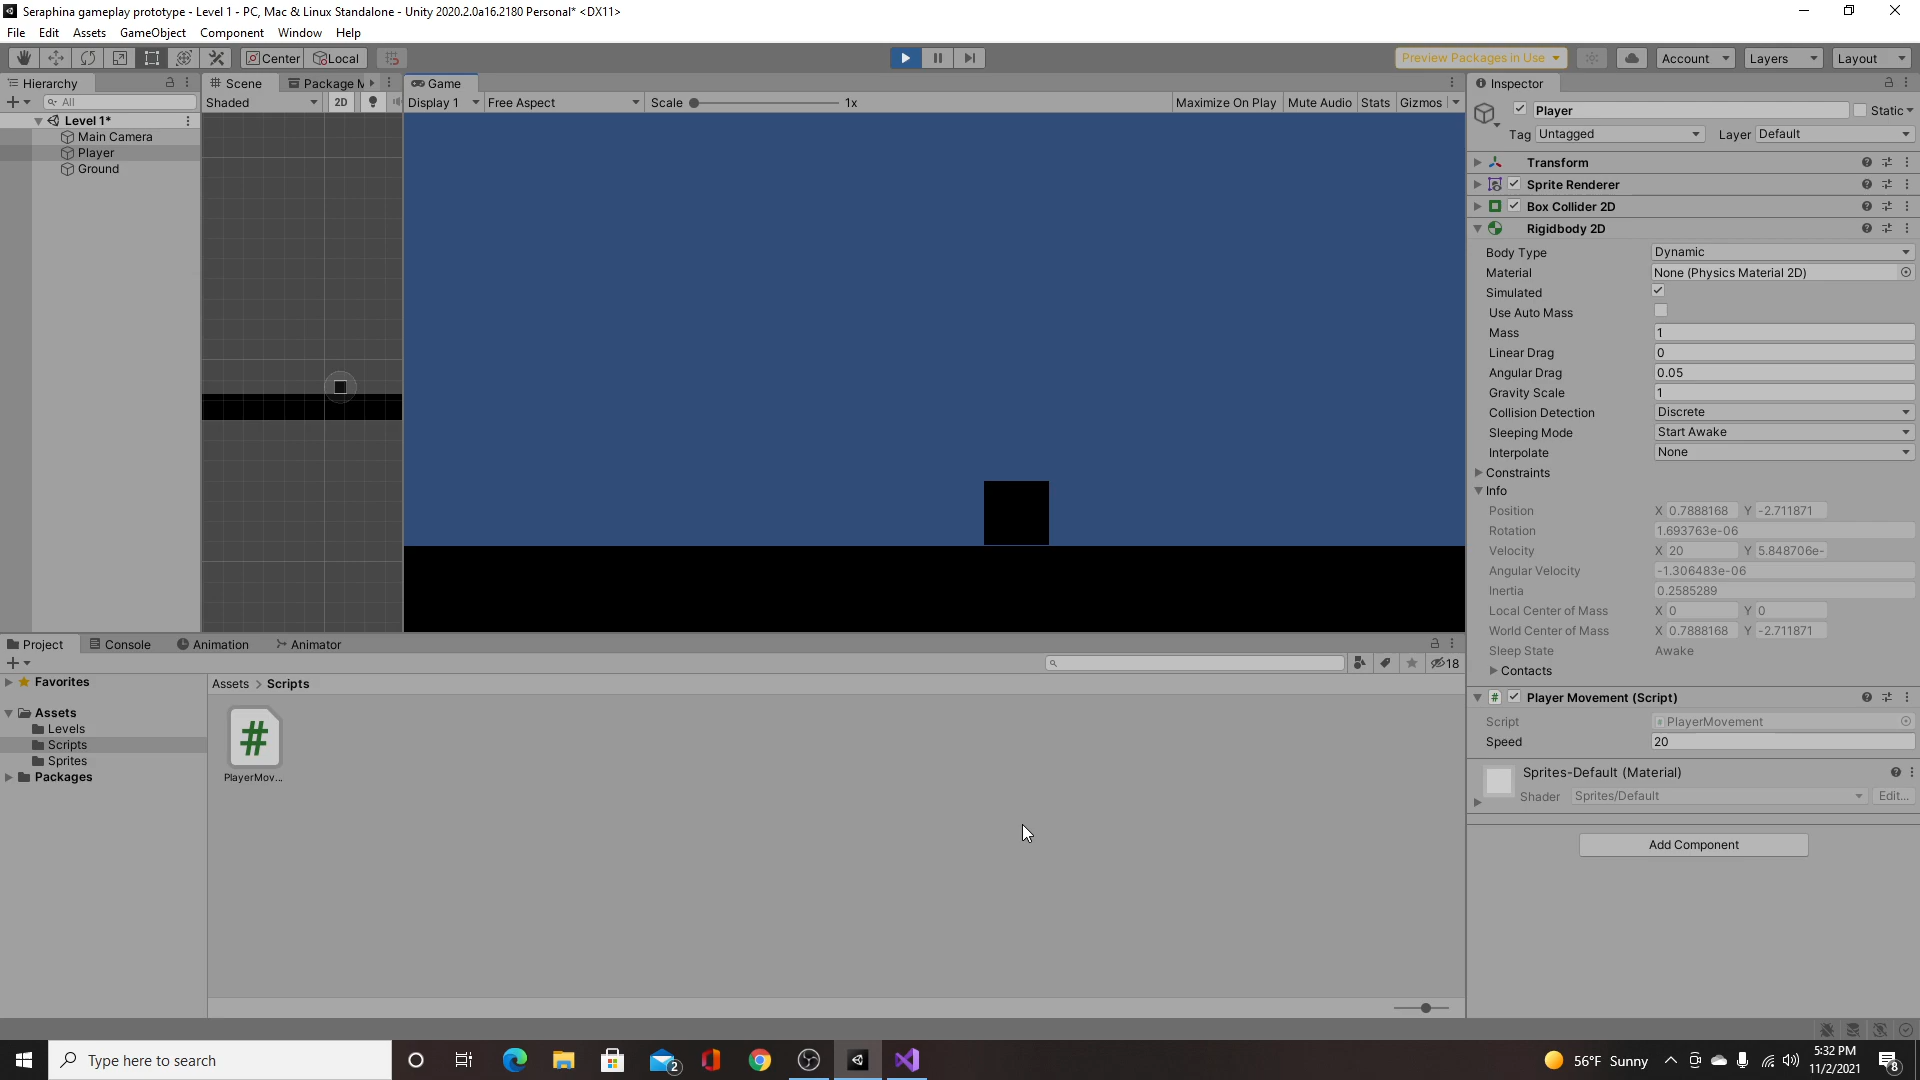 Seraphina gameplay prototype - Level 1 - PC, Mac & Linux Standalone - Unity 2020.2.0a16.2180 Personal* <DX11>
File Edit Assets GameObject Component Window Help
Center Local Preview Packages in Use Account Layers Layout
Hierarchy Scene Package M Game Inspector
All Shaded 2D Display 1 Free Aspect Scale 1x Maximize On Play Mute Audio Stats Gizmos
Level 1*
Main Camera
Player
Ground
Player Static
Tag Untagged Layer Default
Transform
Sprite Renderer
Box Collider 2D
Rigidbody 2D
Body Type Dynamic
Material None (Physics Material 2D)
Simulated
Use Auto Mass
Mass 1
Linear Drag 0
Angular Drag 0.05
Gravity Scale 1
Collision Detection Discrete
Sleeping Mode Start Awake
Interpolate None
Constraints
Info
Position X 0.7888168 Y -2.711871
Rotation 1.693763e-06
Velocity X 20 Y 5.848706e-
Angular Velocity -1.306483e-06
Inertia 0.2585289
Local Center of Mass X 0 Y 0
World Center of Mass X 0.7888168 Y -2.711871
Sleep State Awake
Contacts
# Player Movement (Script)
Script # PlayerMovement
Speed 20
Sprites-Default (Material)
Shader Sprites/Default Edit...
Add Component
Project Console Animation Animator
18
Favorites
Assets
Levels
Scripts
Sprites
Packages
Assets > Scripts
#
PlayerMov...
Type here to search
2
56°F Sunny
5:32 PM
11/2/2021
8